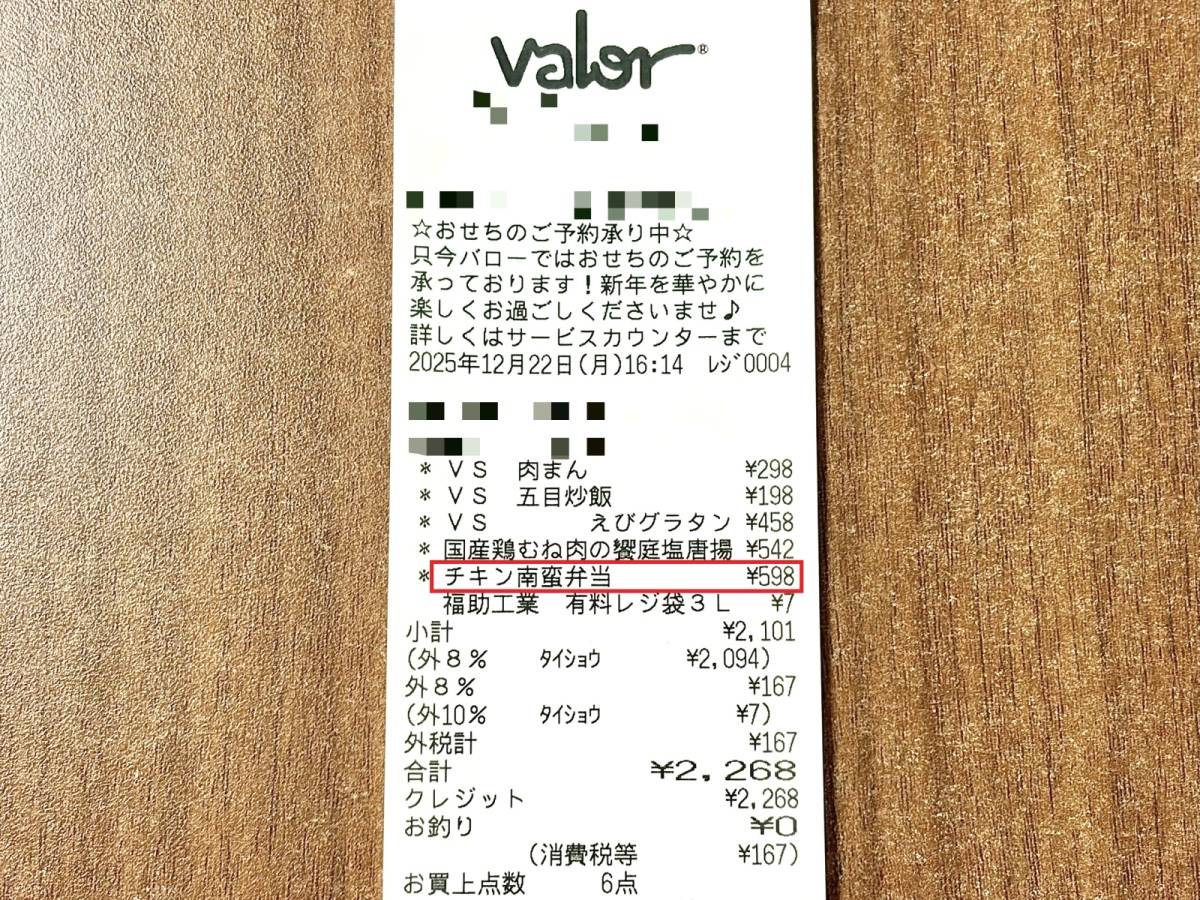 valor®
☆おせちのご予約承り中☆
只今バローではおせちのご予約を
承っております!新年を華やかに
楽しくお過ごしくださいませ♪
詳しくはサービスカウンターまで
2025年12月22日(月)16:14 ﾚｼﾞ0004
* VS 肉まん ¥298
* VS 五目炒飯 ¥198
* VS えびグラタン ¥458
* 国産鶏むね肉の饗庭塩唐揚 ¥542
* チキン南蛮弁当 ¥598
福助工業 有料レジ袋3L ¥7
小計 ¥2,101
(外8% ﾀｲｼｮｳ ¥2,094)
外8% ¥167
(外10% ﾀｲｼｮｳ ¥7)
外税計 ¥167
合計 ¥2,268
クレジット ¥2,268
お釣り ¥0
(消費税等 ¥167)
お買上点数 6点